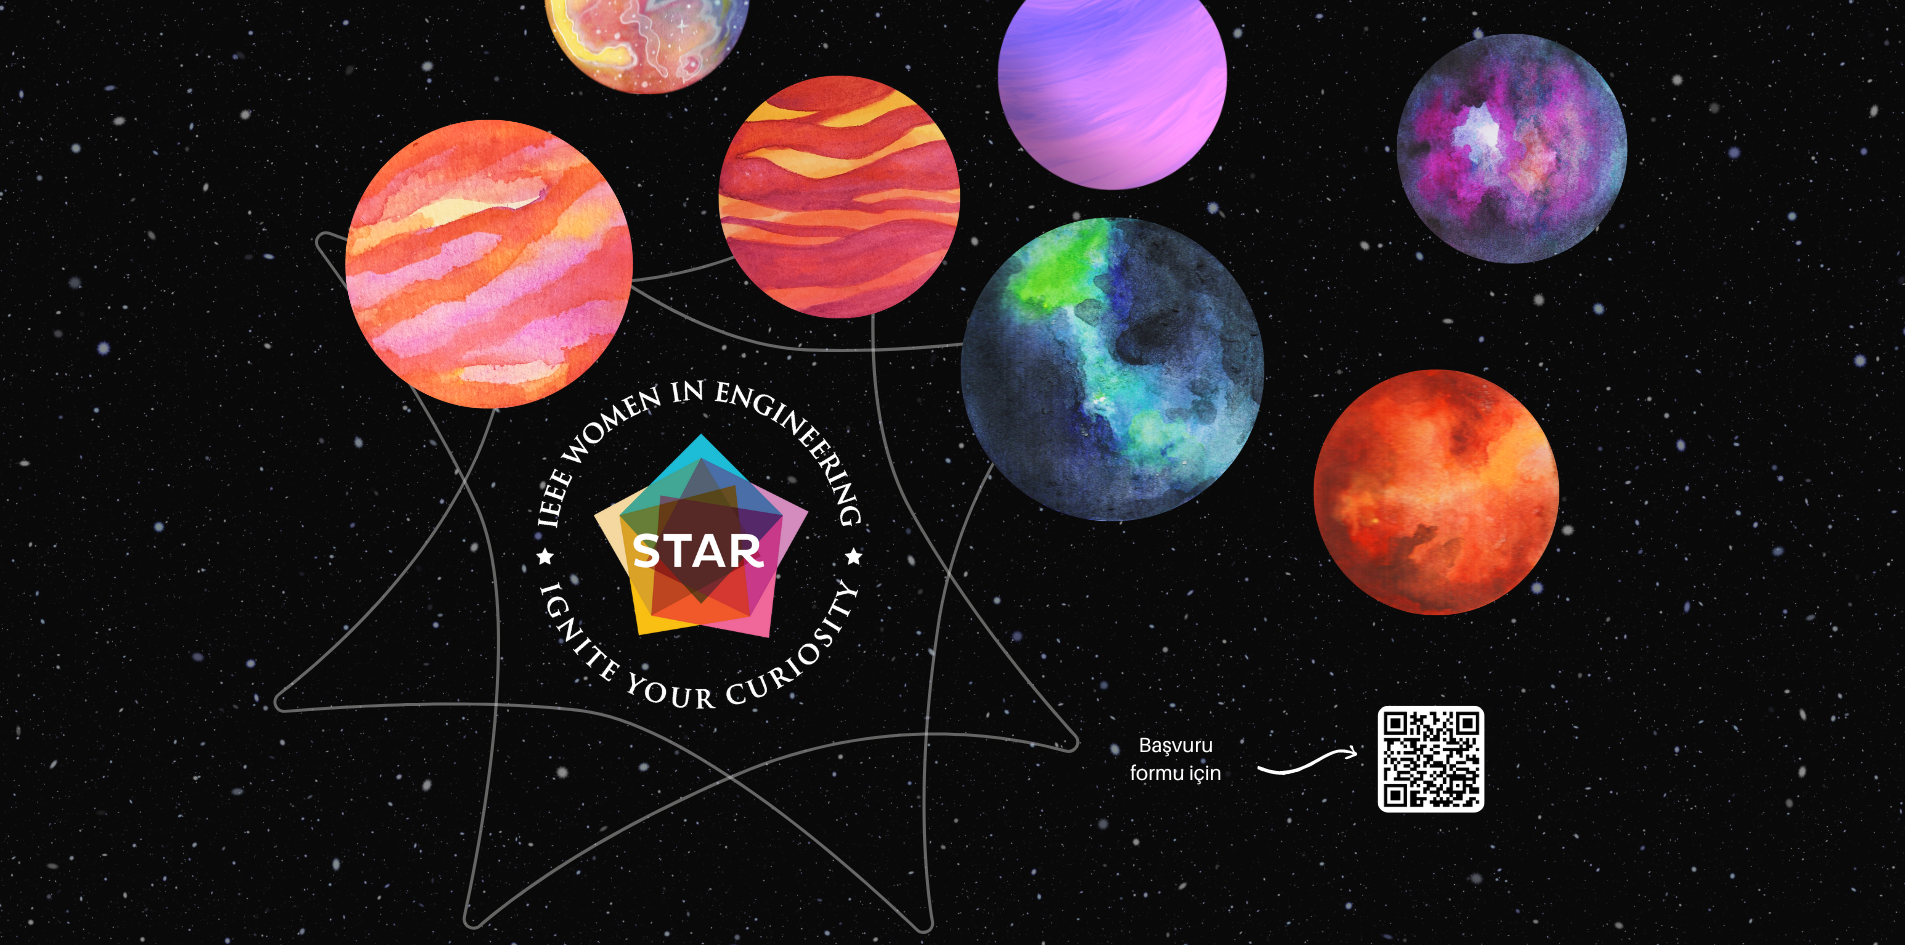 IEEE WOMEN IN ENGINEERING
STAR
IGNITE YOUR CURIOSITY
Başvuru
formu için